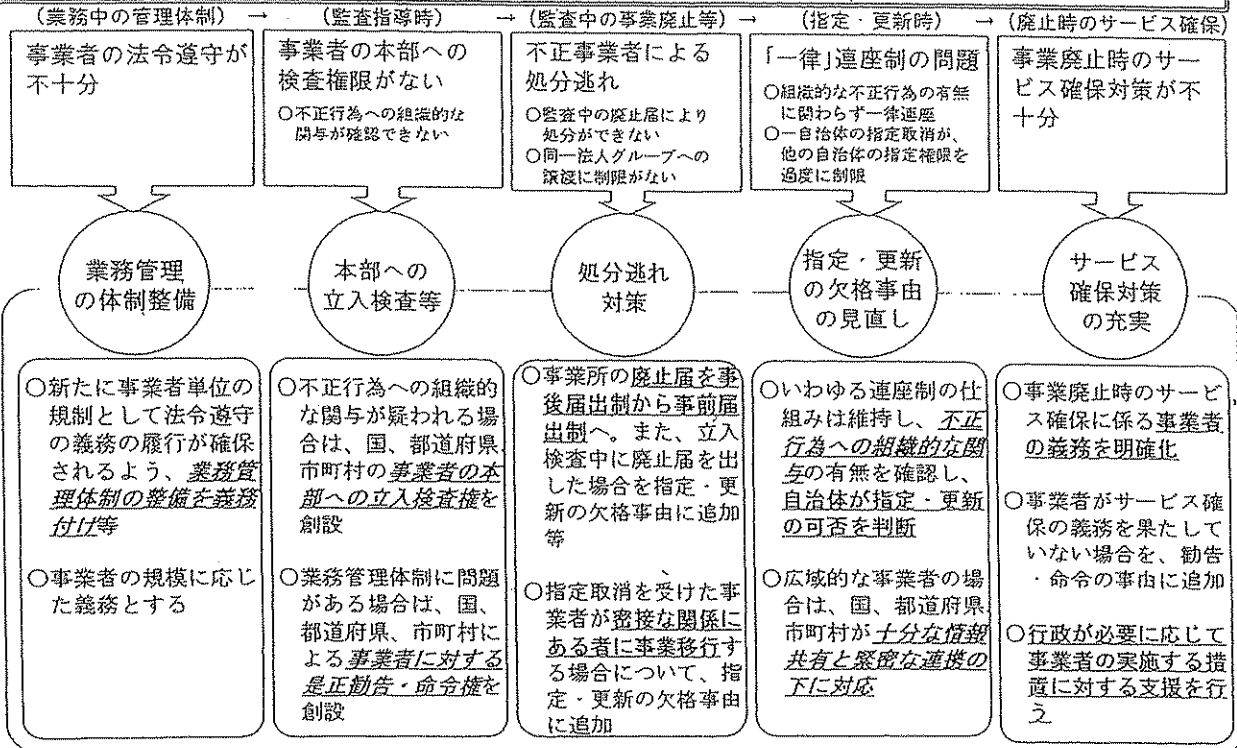 (業務中の管理体制) → (監査指導時) → (監査中の事業廃止等) → (指定・更新時) → (廃止時のサービス確保)
事業者の法令遵守が
不十分
事業者の本部への
検査権限がない
○不正行為への組織的な
関与が確認できない
不正事業者による
処分逃れ
○監査中の廃止届により
処分ができない
○同一法人グループへの
譲渡に制限がない
「一律」連座制の問題
○組織的な不正行為の有無
に関わらず一律連座
○一自治体の指定取消が、
他の自治体の指定権限を
過度に制限
事業廃止時のサー
ビス確保対策が不
十分
業務管理
の体制整備
本部への
立入検査等
処分逃れ
対策
指定・更新
の欠格事由
の見直し
サービス
確保対策
の充実
○新たに事業者単位の
規制として法令遵守
の義務の履行が確保
されるよう、業務管
理体制の整備を義務
付け等
○事業者の規模に応じ
た義務とする
○不正行為への組織的
な関与が疑われる場
合は、国、都道府県、
市町村の事業者の本
部への立入検査権を
創設
○業務管理体制に問題
がある場合は、国、
都道府県、市町村に
よる事業者に対する
是正勧告・命令権を
創設
○事業所の廃止届を事
後届出制から事前届
出制へ。また、立入
検査中に廃止届を出
した場合を指定・更
新の欠格事由に追加
等
○指定取消を受けた事
業者が密接な関係に
ある者に事業移行す
る場合について、指
定・更新の欠格事由
に追加
○いわゆる連座制の仕
組みは維持し、不正
行為への組織的な関
与の有無を確認し、
自治体が指定・更新
の可否を判断
○広域的な事業者の場
合は、国、都道府県、
市町村が十分な情報
共有と緊密な連携の
下に対応
○事業廃止時のサービ
ス確保に係る事業者
の義務を明確化
○事業者がサービス確
保の義務を果たして
いない場合を、勧告
・命令の事由に追加
○行政が必要に応じて
事業者の実施する措
置に対する支援を行
う